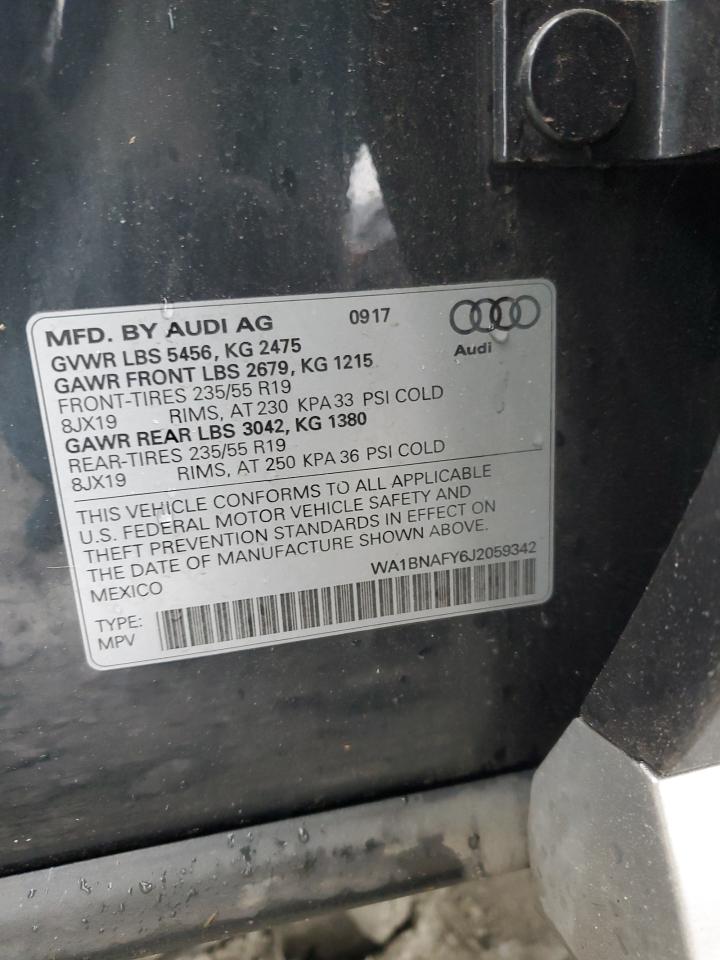 MFD. BY AUDI AG 0917
GVWR LBS 5456, KG 2475
GAWR FRONT LBS 2679, KG 1215
FRONT-TIRES 235/55 R19
8JX19 RIMS, AT 230 KPA 33 PSI COLD
GAWR REAR LBS 3042, KG 1380
REAR-TIRES 235/55 R19
8JX19 RIMS, AT 250 KPA 36 PSI COLD
Audi
THIS VEHICLE CONFORMS TO ALL APPLICABLE
U.S. FEDERAL MOTOR VEHICLE SAFETY AND
THEFT PREVENTION STANDARDS IN EFFECT ON
THE DATE OF MANUFACTURE SHOWN ABOVE.
MEXICO WA1BNAFY6J2059342
TYPE:
MPV